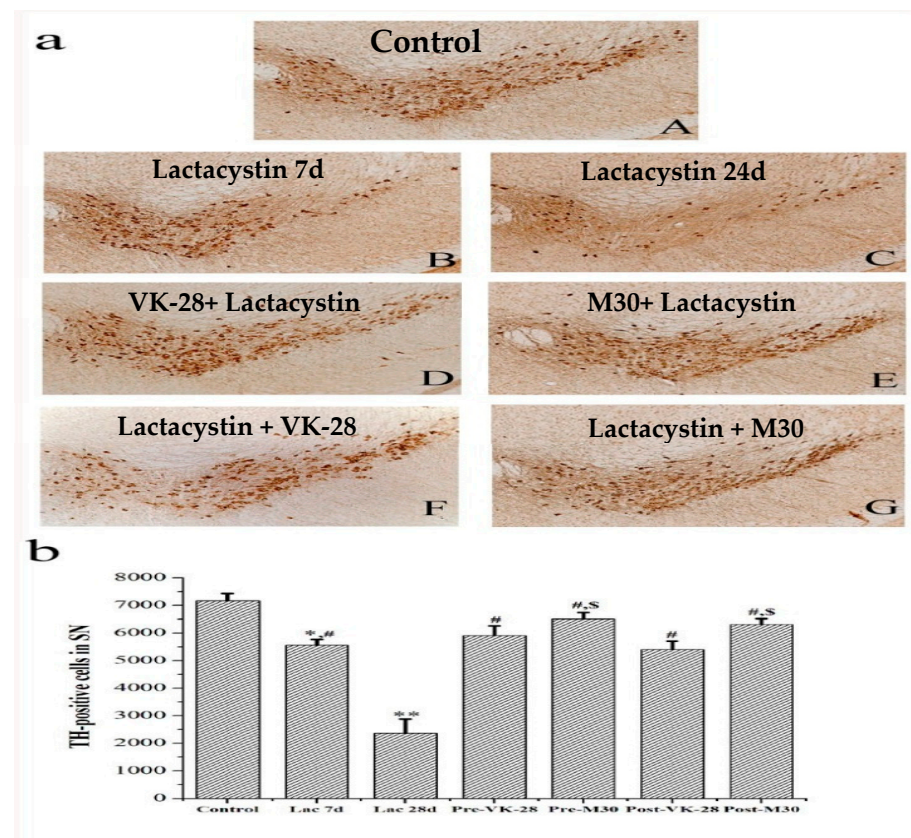 a
Control
A
Lactacystin 7d
B
Lactacystin 24d
C
VK-28+ Lactacystin
D
M30+ Lactacystin
E
Lactacystin + VK-28
F
Lactacystin + M30
G
b
TH-positive cells in SN
8000
7000
6000
5000
4000
3000
2000
1000
0
*,#
**
#
#,$
#
#,$
Control Lac 7d Lac 28d Pre-VK-28 Pre-M30 Post-VK-28 Post-M30